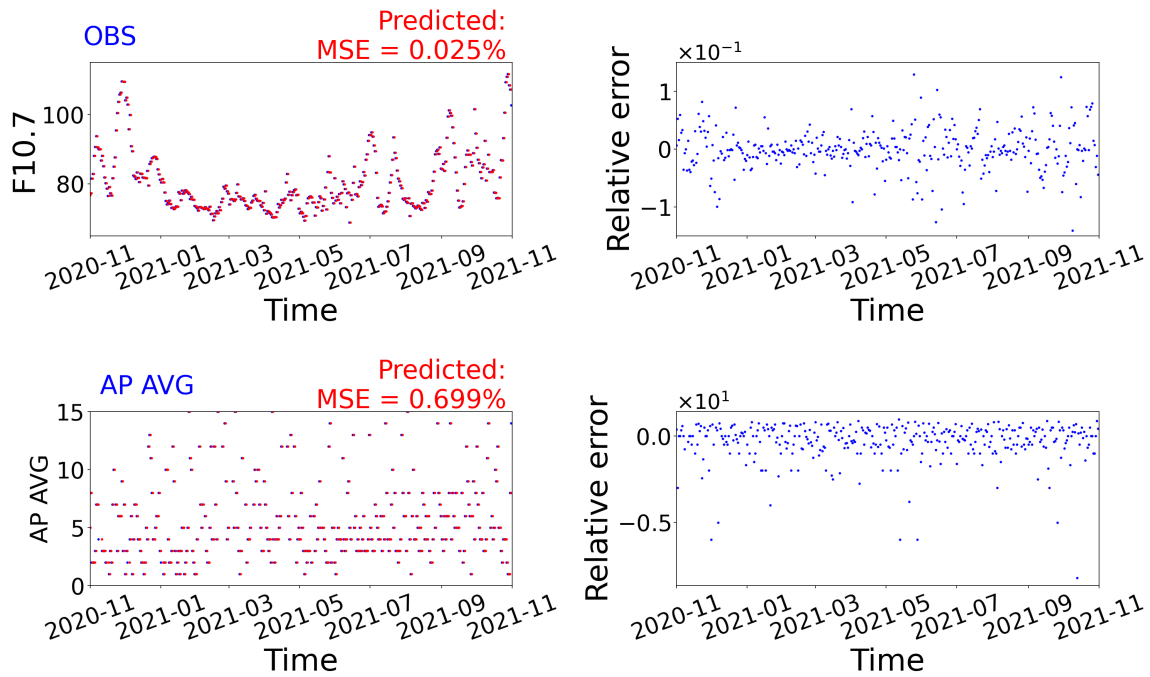 OBS
Predicted:
MSE = 0.025%
F10.7
100
80
2020-11
2021-01
2021-03
2021-05
2021-07
2021-09
2021-11
Time
×10⁻¹
Relative error
1
0
−1
2020-11
2021-01
2021-03
2021-05
2021-07
2021-09
2021-11
Time
AP AVG
Predicted:
MSE = 0.699%
AP AVG
15
10
5
0
2020-11
2021-01
2021-03
2021-05
2021-07
2021-09
2021-11
Time
×10¹
Relative error
0.0
−0.5
2020-11
2021-01
2021-03
2021-05
2021-07
2021-09
2021-11
Time